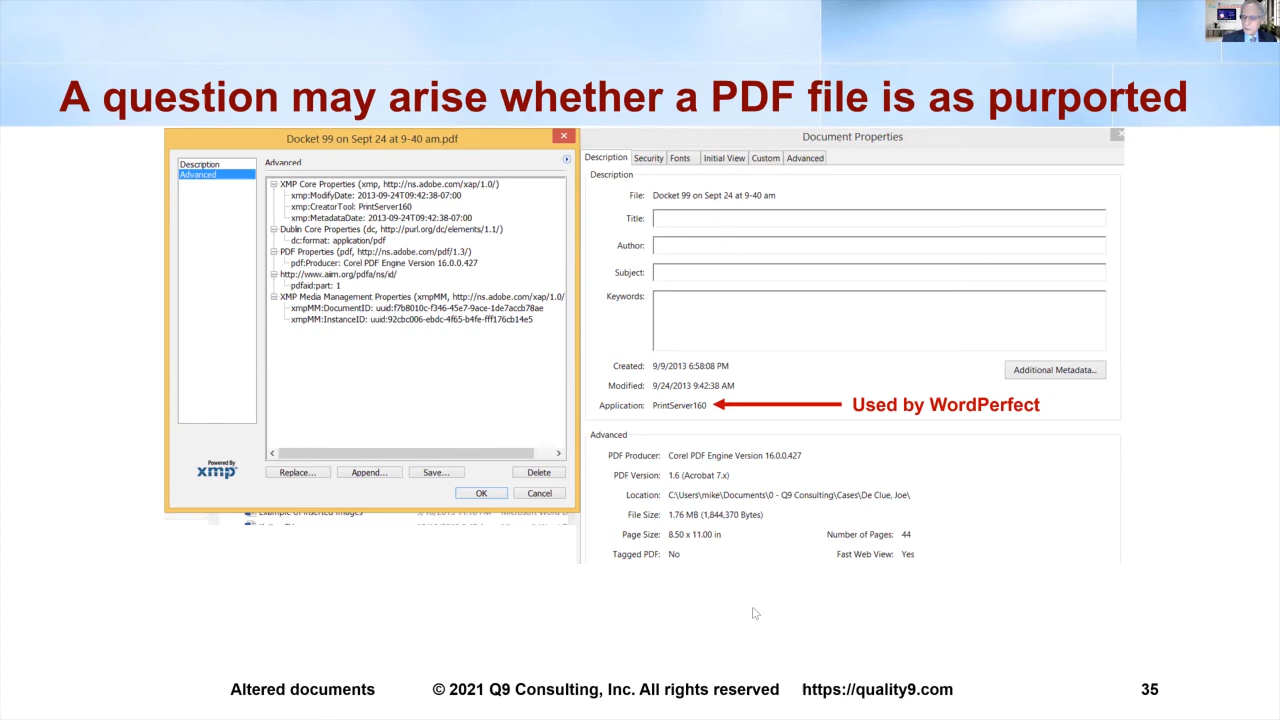 A question may arise whether a PDF file is as purported
Docket 99 on Sept 24 at 9-40 am.pdf
Description
Advanced
Advanced
XMP Core Properties (xmp, http://ns.adobe.com/xap/1.0/)
xmp:ModifyDate: 2013-09-24T09:42:38-07:00
xmp:CreatorTool: PrintServer160
xmp:MetadataDate: 2013-09-24T09:42:38-07:00
Dublin Core Properties (dc, http://purl.org/dc/elements/1.1/)
dc:format: application/pdf
PDF Properties (pdf, http://ns.adobe.com/pdf/1.3/)
pdf:Producer: Corel PDF Engine Version 16.0.0.427
http://www.aiim.org/pdfa/ns/id/
pdfaid:part: 1
XMP Media Management Properties (xmpMM, http://ns.adobe.com/xap/1.0/
xmpMM:DocumentID: uuid:f7b8010c-f346-45e7-9ace-1de7accb78ae
xmpMM:InstanceID: uuid:92cbc006-ebdc-4f65-b4fe-fff176cb14e5
Powered By
xmp
Replace... Append... Save... Delete
OK Cancel
Document Properties
Description Security Fonts Initial View Custom Advanced
Description
File: Docket 99 on Sept 24 at 9-40 am
Title:
Author:
Subject:
Keywords:
Created: 9/9/2013 6:58:08 PM
Additional Metadata...
Modified: 9/24/2013 9:42:38 AM
Application: PrintServer160
Used by WordPerfect
Advanced
PDF Producer: Corel PDF Engine Version 16.0.0.427
PDF Version: 1.6 (Acrobat 7.x)
Location: C:\Users\mike\Documents\0 - Q9 Consulting\Cases\De Clue, Joe\
File Size: 1.76 MB (1,844,370 Bytes)
Page Size: 8.50 x 11.00 in Number of Pages: 44
Tagged PDF: No Fast Web View: Yes
Altered documents © 2021 Q9 Consulting, Inc. All rights reserved https://quality9.com 35